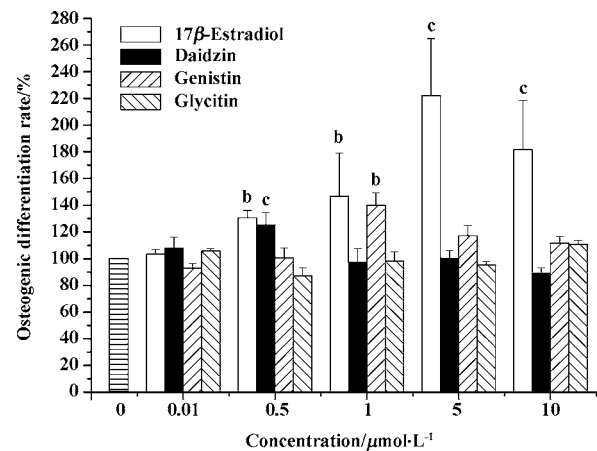 280
260
240
220
200
180
160
140
120
100
80
60
40
20
0
Osteogenic differentiation rate/%
17β-Estradiol
Daidzin
Genistin
Glycitin
b c
b b
c
c
0 0.01 0.5 1 5 10
Concentration/μmol·L⁻¹